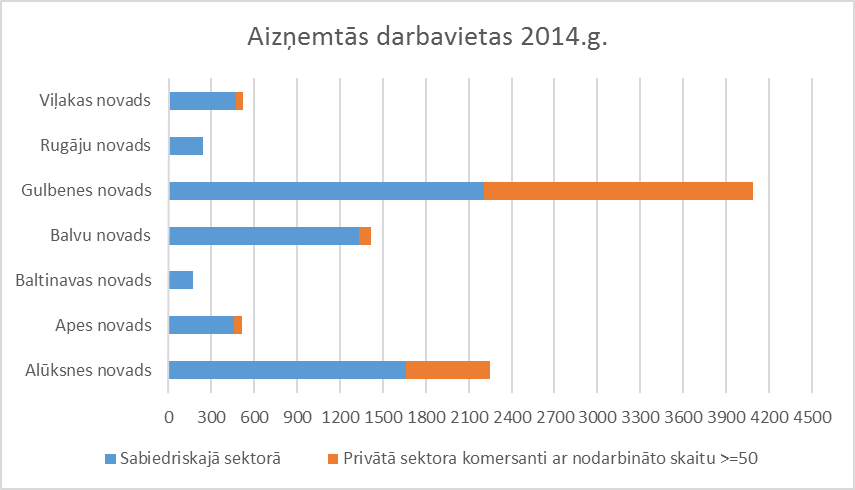 Aizņemtās darbavietas 2014.g.
Viļakas novads
Rugāju novads
Gulbenes novads
Balvu novads
Baltinavas novads
Apes novads
Alūksnes novads
0 300 600 900 1200 1500 1800 2100 2400 2700 3000 3300 3600 3900 4200 4500
Sabiedriskajā sektorā Privātā sektora komersanti ar nodarbināto skaitu >=50